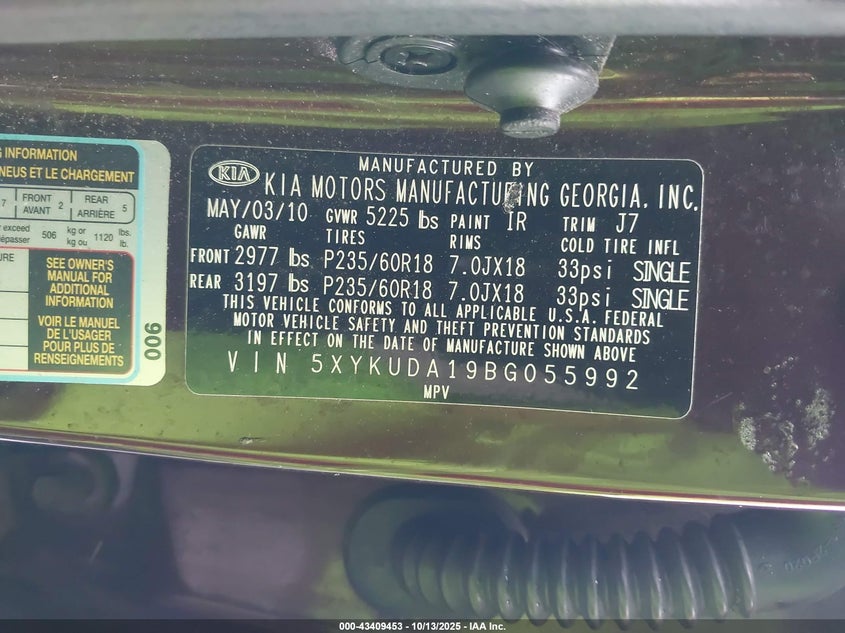 G INFORMATION
NEUS ET LE CHARGEMENT
7 FRONT AVANT 2 REAR ARRIÈRE 5
exceed
dépasser 506 kg or kg ou 1120 lbs. lb.
SEE OWNER'S
MANUAL FOR
ADDITIONAL
INFORMATION
VOIR LE MANUEL
DE L'USAGER
POUR PLUS DE
RENSEIGNEMENTS
006
MANUFACTURED BY
KIA KIA MOTORS MANUFACTURING GEORGIA, INC.
MAY/03/10 GVWR 5225 lbs PAINT IR TRIM J7
GAWR TIRES RIMS COLD TIRE INFL
FRONT 2977 lbs P235/60R18 7.0JX18 33psi SINGLE
REAR 3197 lbs P235/60R18 7.0JX18 33psi SINGLE
THIS VEHICLE CONFORMS TO ALL APPLICABLE U.S.A. FEDERAL
MOTOR VEHICLE SAFETY AND THEFT PREVENTION STANDARDS
IN EFFECT ON THE DATE OF MANUFACTURE SHOWN ABOVE
VIN 5XYKUDA19BG055992
MPV
000-43409453 - 10/13/2025 - IAA Inc.